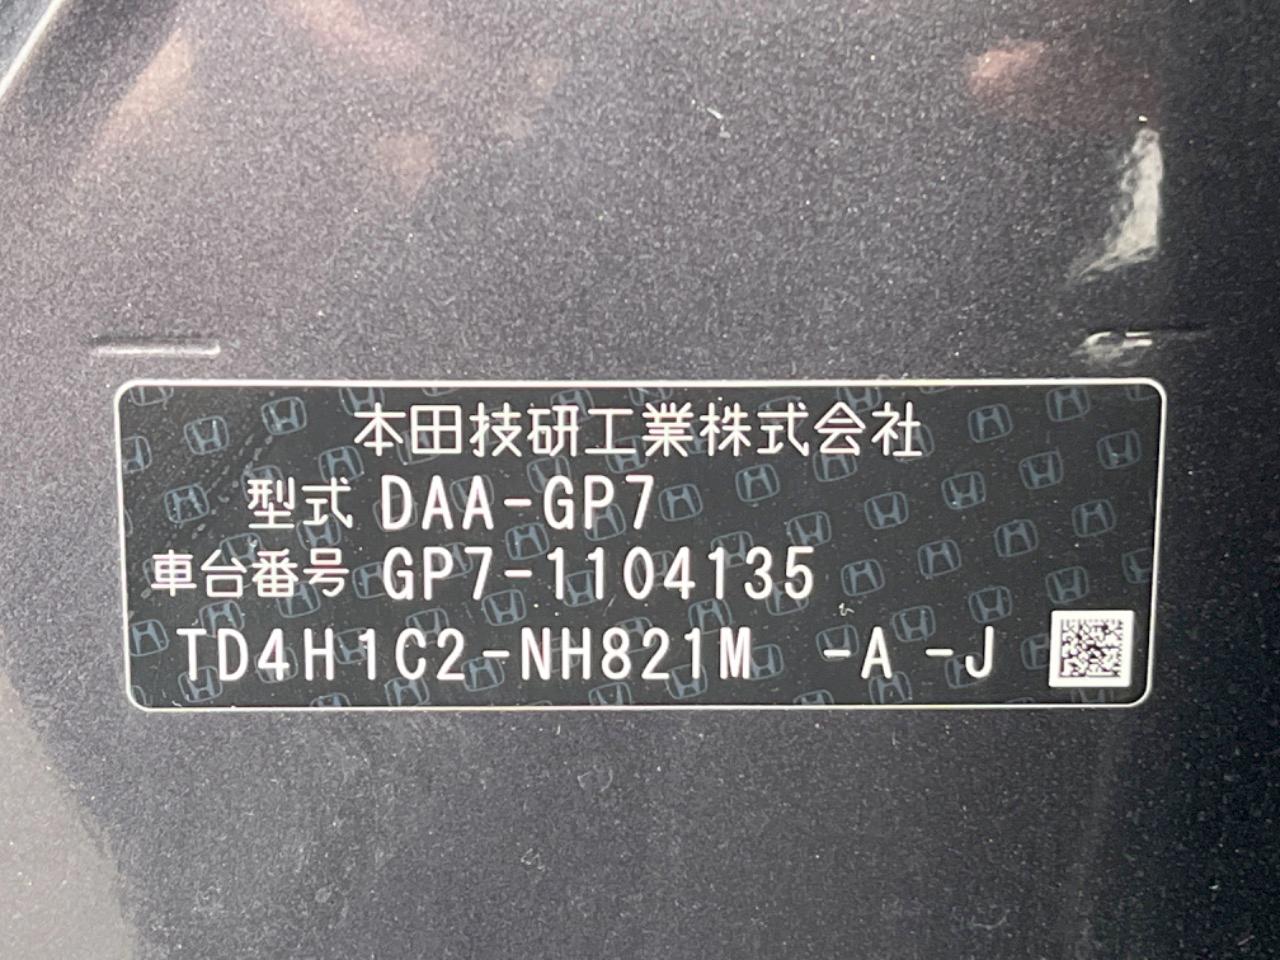 本田技研工業株式会社
型式 DAA-GP7
車台番号 GP7-1104135
TD4H1C2-NH821M -A -J